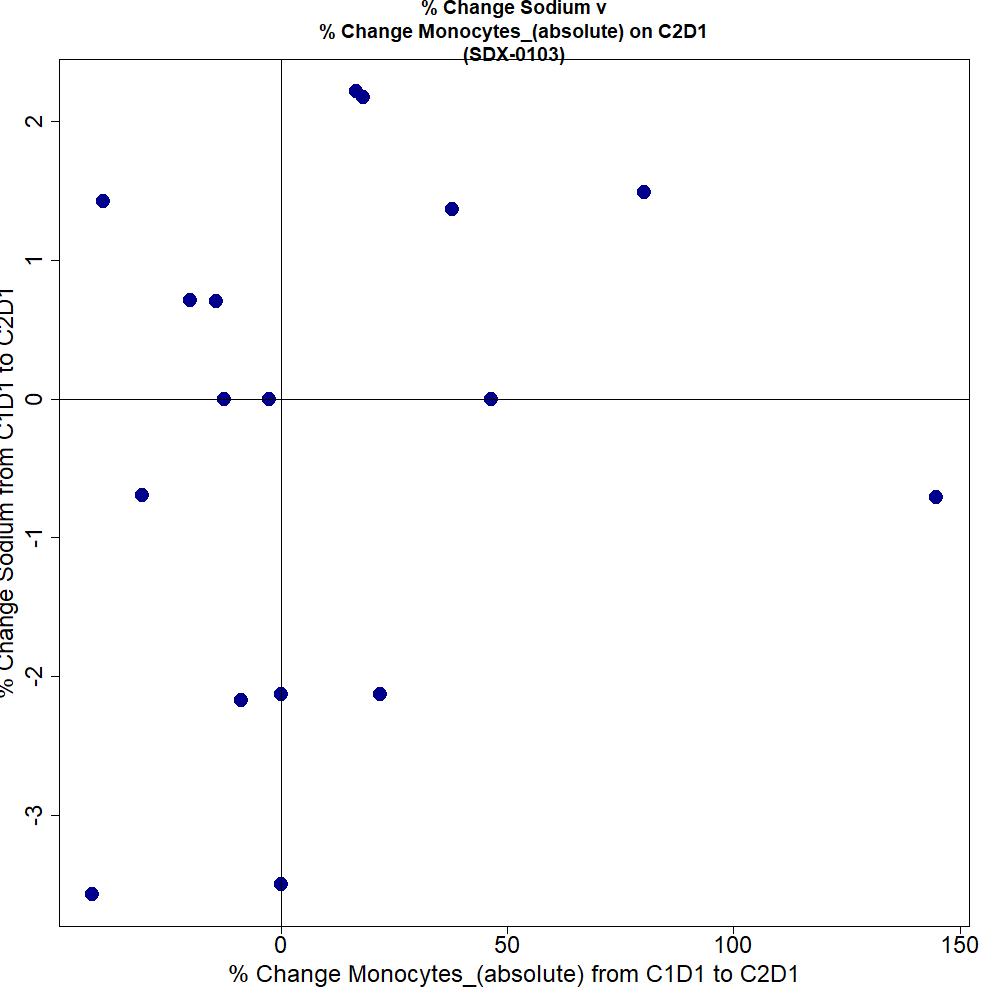 % Change Sodium v
% Change Monocytes_(absolute) on C2D1
(SDX-0103)
% Change Sodium from C1D1 to C2D1
2
1
0
-1
-2
-3
0 50 100 150
% Change Monocytes_(absolute) from C1D1 to C2D1